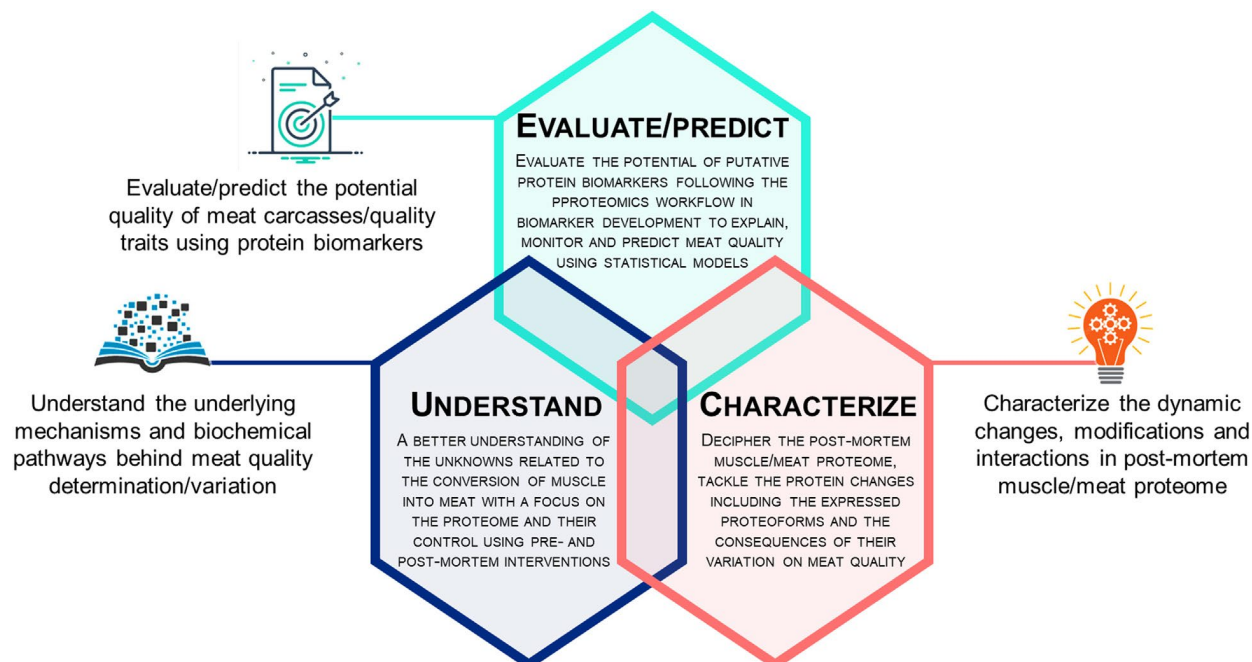 EVALUATE/PREDICT
EVALUATE THE POTENTIAL OF PUTATIVE
PROTEIN BIOMARKERS FOLLOWING THE
PPROTEOMICS WORKFLOW IN
BIOMARKER DEVELOPMENT TO EXPLAIN,
MONITOR AND PREDICT MEAT QUALITY
USING STATISTICAL MODELS
Evaluate/predict the potential
quality of meat carcasses/quality
traits using protein biomarkers
Understand the underlying
mechanisms and biochemical
pathways behind meat quality
determination/variation
UNDERSTAND
A BETTER UNDERSTANDING OF
THE UNKNOWNS RELATED TO
THE CONVERSION OF MUSCLE
INTO MEAT WITH A FOCUS ON
THE PROTEOME AND THEIR
CONTROL USING PRE- AND
POST-MORTEM INTERVENTIONS
CHARACTERIZE
DECIPHER THE POST-MORTEM
MUSCLE/MEAT PROTEOME,
TACKLE THE PROTEIN CHANGES
INCLUDING THE EXPRESSED
PROTEOFORMS AND THE
CONSEQUENCES OF THEIR
VARIATION ON MEAT QUALITY
Characterize the dynamic
changes, modifications and
interactions in post-mortem
muscle/meat proteome